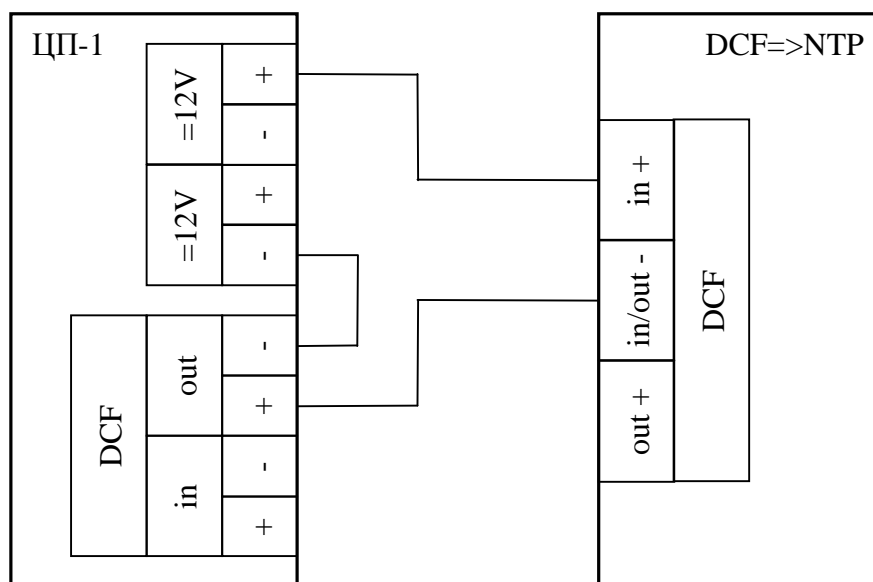 ЦП-1
=12V
+
-
=12V
+
-
DCF
out
-
+
in
-
+
DCF=>NTP
in +
in/out -
out +
DCF